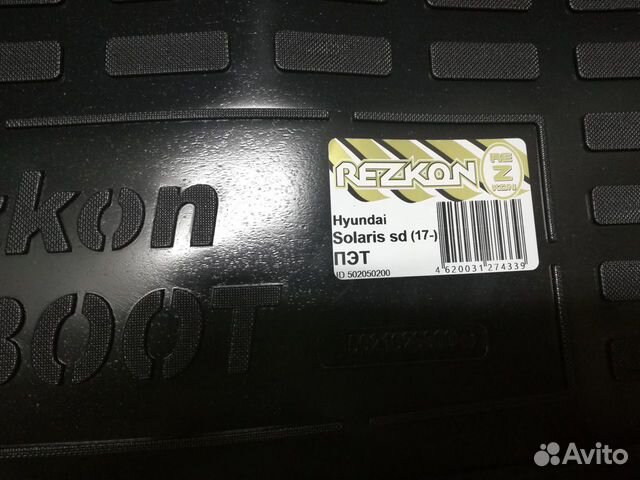 REZKON
RE
Z
KON
Hyundai
Solaris sd (17-)
ПЭТ
ID 502050200
4 620031 274339
rkon
BOOT
Avito